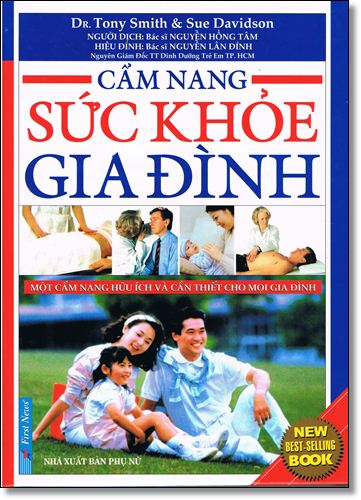 DR. Tony Smith & Sue Davidson
NGƯỜI DỊCH: Bác sĩ NGUYỄN HỒNG TÂM
HIỆU ĐÍNH: Bác sĩ NGUYỄN LÂN ĐÍNH
Nguyên Giám Đốc TT Dinh Dưỡng Trẻ Em TP. HCM
CẨM NANG
SỨC KHỎE
GIA ĐÌNH
MỘT CẨM NANG HỮU ÍCH VÀ CẦN THIẾT CHO MỌI GIA ĐÌNH
First News
NEW
BEST-SELLING
BOOK
NHÀ XUẤT BẢN PHỤ NỮ